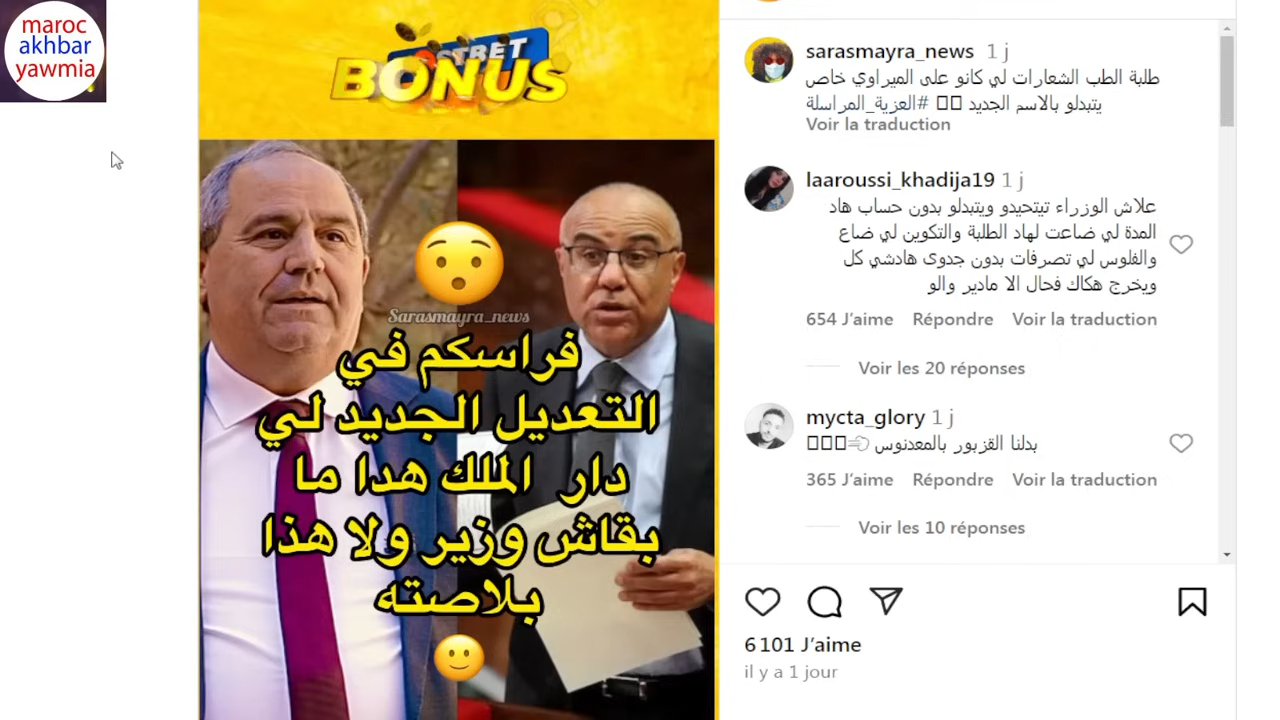 maroc
akhbar
yawmia
BONUS
Sarasmayra_news
فراسكم في
التعديل الجديد لي
دار الملك هدا ما
بقاش وزير ولا هذا
بلاصته
sarasmayra_news 1 j
طلبة الطب الشعارات لي كانو على الميراوي خاص
يتبدلو بالاسم الجديد #العزية_المراسلة
Voir la traduction
laaroussi_khadija19 1 j
علاش الوزراء تيتحيدو ويتبدلو بدون حساب هاد
المدة لي ضاعت لهاد الطلبة والتكوين لي ضاع
والفلوس لي تصرفات بدون جدوى هادشي كل
ويخرج هكاك فحال الا مادير والو
654 J’aime Répondre Voir la traduction
Voir les 20 réponses
mycta_glory 1 j
بدلنا القزبور بالمعدنوس
365 J’aime Répondre Voir la traduction
Voir les 10 réponses
6 101 J’aime
il y a 1 jour